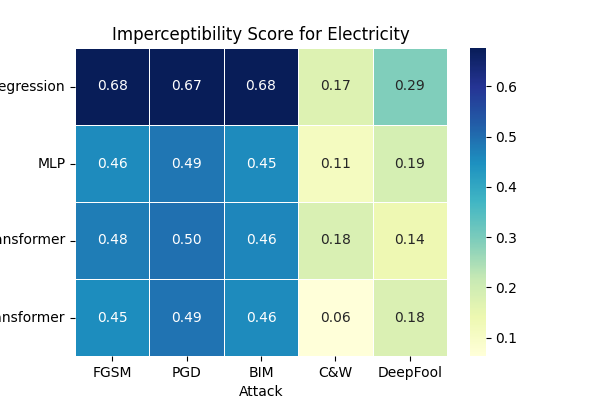 Imperceptibility Score for Electricity
egression 0.68 0.67 0.68 0.17 0.29
MLP 0.46 0.49 0.45 0.11 0.19
nsformer 0.48 0.50 0.46 0.18 0.14
nsformer 0.45 0.49 0.46 0.06 0.18
FGSM PGD BIM C&W DeepFool
Attack
0.6
0.5
0.4
0.3
0.2
0.1